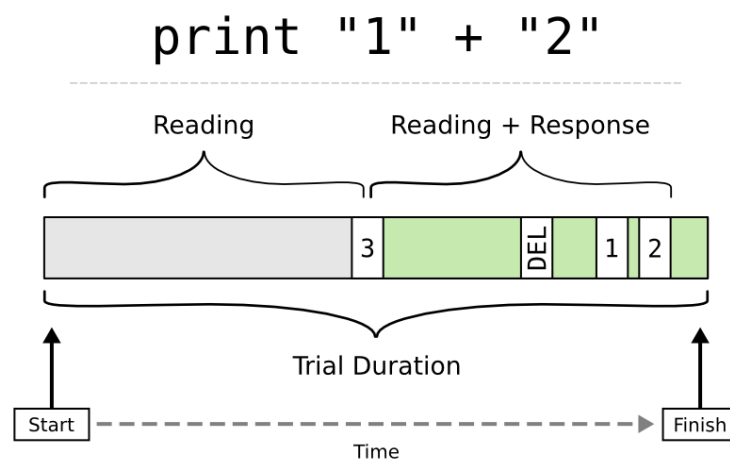 print "1" + "2"
Reading
Reading + Response
3
DEL
1
2
Trial Duration
Start
Finish
Time